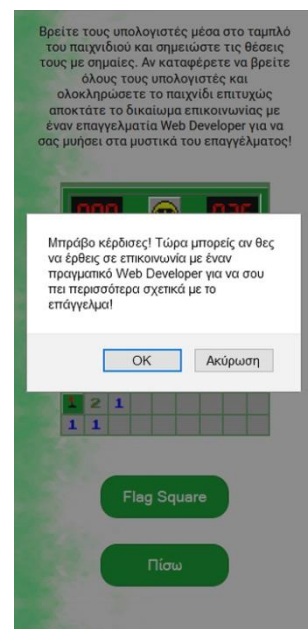 Βρείτε τους υπολογιστές μέσα στο ταμπλό
του παιχνιδιού και σημειώστε τις θέσεις
τους με σημαίες. Αν καταφέρετε να βρείτε
όλους τους υπολογιστές και
ολοκληρώσετε το παιχνίδι επιτυχώς
αποκτάτε το δικαίωμα επικοινωνίας με
έναν επαγγελματία Web Developer για να
σας μυήσει στα μυστικά του επαγγέλματος!
Μπράβο κέρδισες! Τώρα μπορείς αν θες
να έρθεις σε επικοινωνία με έναν
πραγματικό Web Developer για να σου
πει περισσότερα σχετικά με το
επάγγελμα!
OK Ακύρωση
1 2 1
1 1
Flag Square
Πίσω